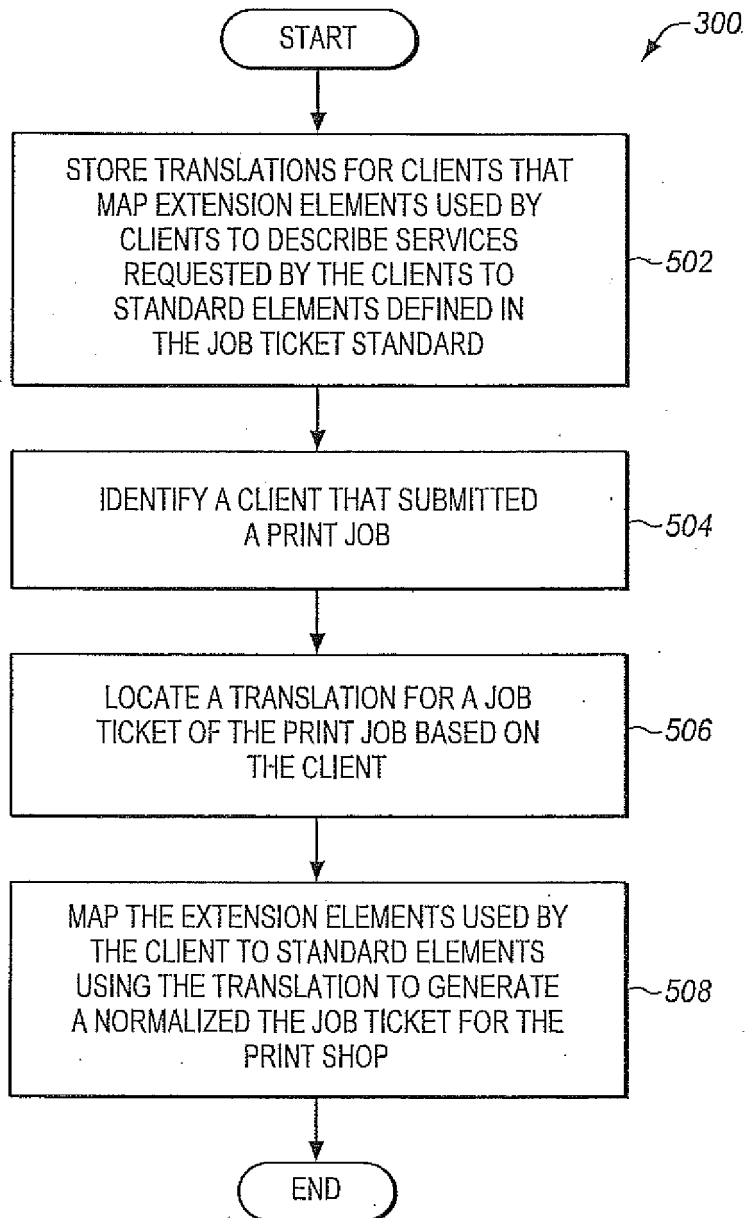 START
300
STORE TRANSLATIONS FOR CLIENTS THAT
MAP EXTENSION ELEMENTS USED BY
CLIENTS TO DESCRIBE SERVICES
REQUESTED BY THE CLIENTS TO
STANDARD ELEMENTS DEFINED IN
THE JOB TICKET STANDARD
502
IDENTIFY A CLIENT THAT SUBMITTED
A PRINT JOB
504
LOCATE A TRANSLATION FOR A JOB
TICKET OF THE PRINT JOB BASED ON
THE CLIENT
506
MAP THE EXTENSION ELEMENTS USED BY
THE CLIENT TO STANDARD ELEMENTS
USING THE TRANSLATION TO GENERATE
A NORMALIZED THE JOB TICKET FOR THE
PRINT SHOP
508
END